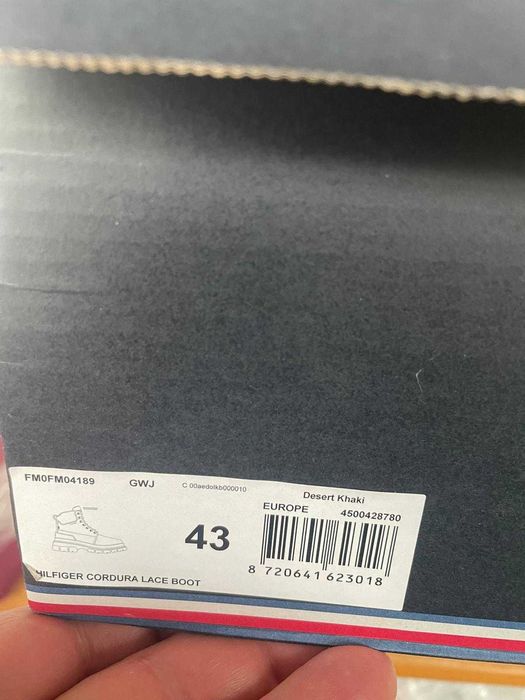 FM0FM04189 GWJ C 00aedolkb000010
Desert Khaki
EUROPE 4500428780
43
8 720641 623018
HILFIGER CORDURA LACE BOOT